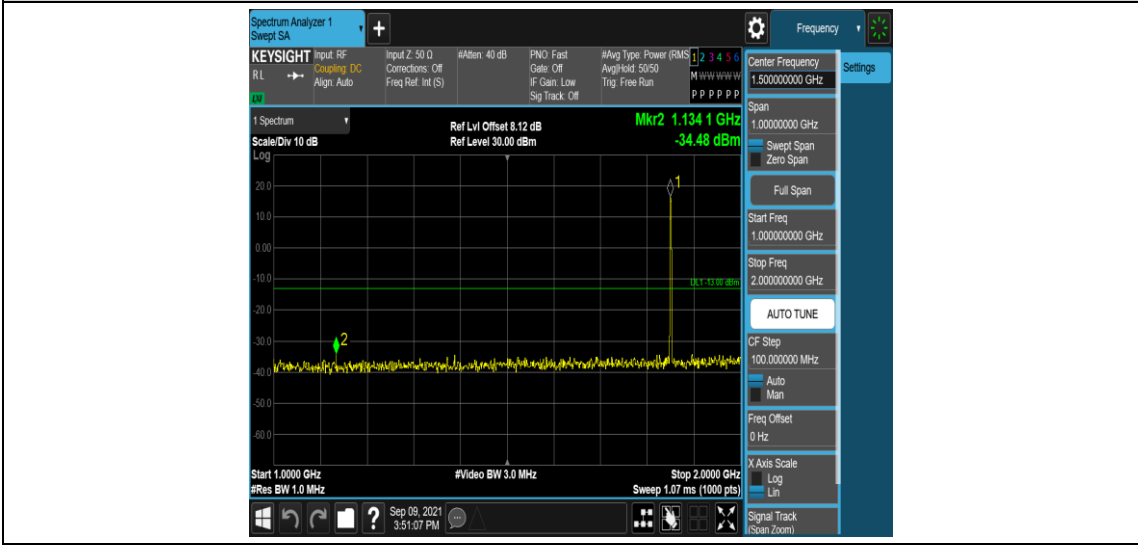 Spectrum Analyzer 1
Swept SA
+
Frequency
KEYSIGHT
RL
LNI
Input: RF
Coupling: DC
Align: Auto
Input Z: 50 Ω
Corrections: Off
Freq Ref: Int (S)
#Atten: 40 dB
PNO: Fast
Gate: Off
IF Gain: Low
Sig Track: Off
#Avg Type: Power (RMS
Avg|Hold: 50/50
Trig: Free Run
1 2 3 4 5 6
M W W W W W
P P P P P P
Settings
Center Frequency
1.500000000 GHz
Span
1.00000000 GHz
Swept Span
Zero Span
Full Span
Start Freq
1.000000000 GHz
Stop Freq
2.000000000 GHz
AUTO TUNE
CF Step
100.000000 MHz
Auto
Man
Freq Offset
0 Hz
X Axis Scale
Log
Lin
Signal Track
(Span Zoom)
1 Spectrum
Scale/Div 10 dB
Log
Ref Lvl Offset 8.12 dB
Ref Level 30.00 dBm
Mkr2 1.134 1 GHz
-34.48 dBm
20.0
10.0
0.00
-10.0
-20.0
-30.0
-40.0
-50.0
-60.0
1
DL1 -13.00 dBm
2
Start 1.0000 GHz
#Res BW 1.0 MHz
#Video BW 3.0 MHz
Stop 2.0000 GHz
Sweep 1.07 ms (1000 pts)
?
Sep 09, 2021
3:51:07 PM